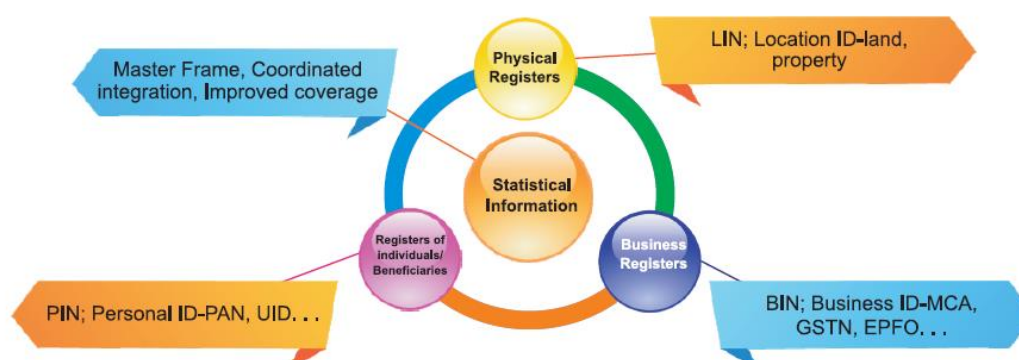 Physical
Registers
LIN; Location ID-land,
property
Master Frame, Coordinated
integration, Improved coverage
Statistical
Information
Registers of
individuals/
Beneficiaries
Business
Registers
PIN; Personal ID-PAN, UID. . .
BIN; Business ID-MCA,
GSTN, EPFO. . .